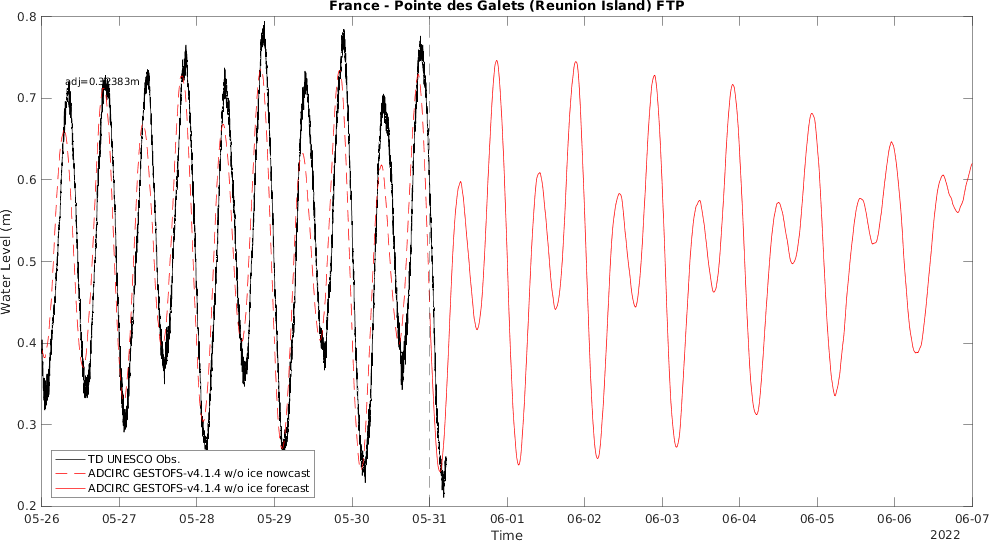 France - Pointe des Galets (Reunion Island) FTP
0.8
0.7
0.6
0.5
0.4
0.3
0.2
Water Level (m)
adj=0.32383m
TD UNESCO Obs.
ADCIRC GESTOFS-v4.1.4 w/o ice nowcast
ADCIRC GESTOFS-v4.1.4 w/o ice forecast
05-26 05-27 05-28 05-29 05-30 05-31 06-01 06-02 06-03 06-04 06-05 06-06 06-07
Time
2022